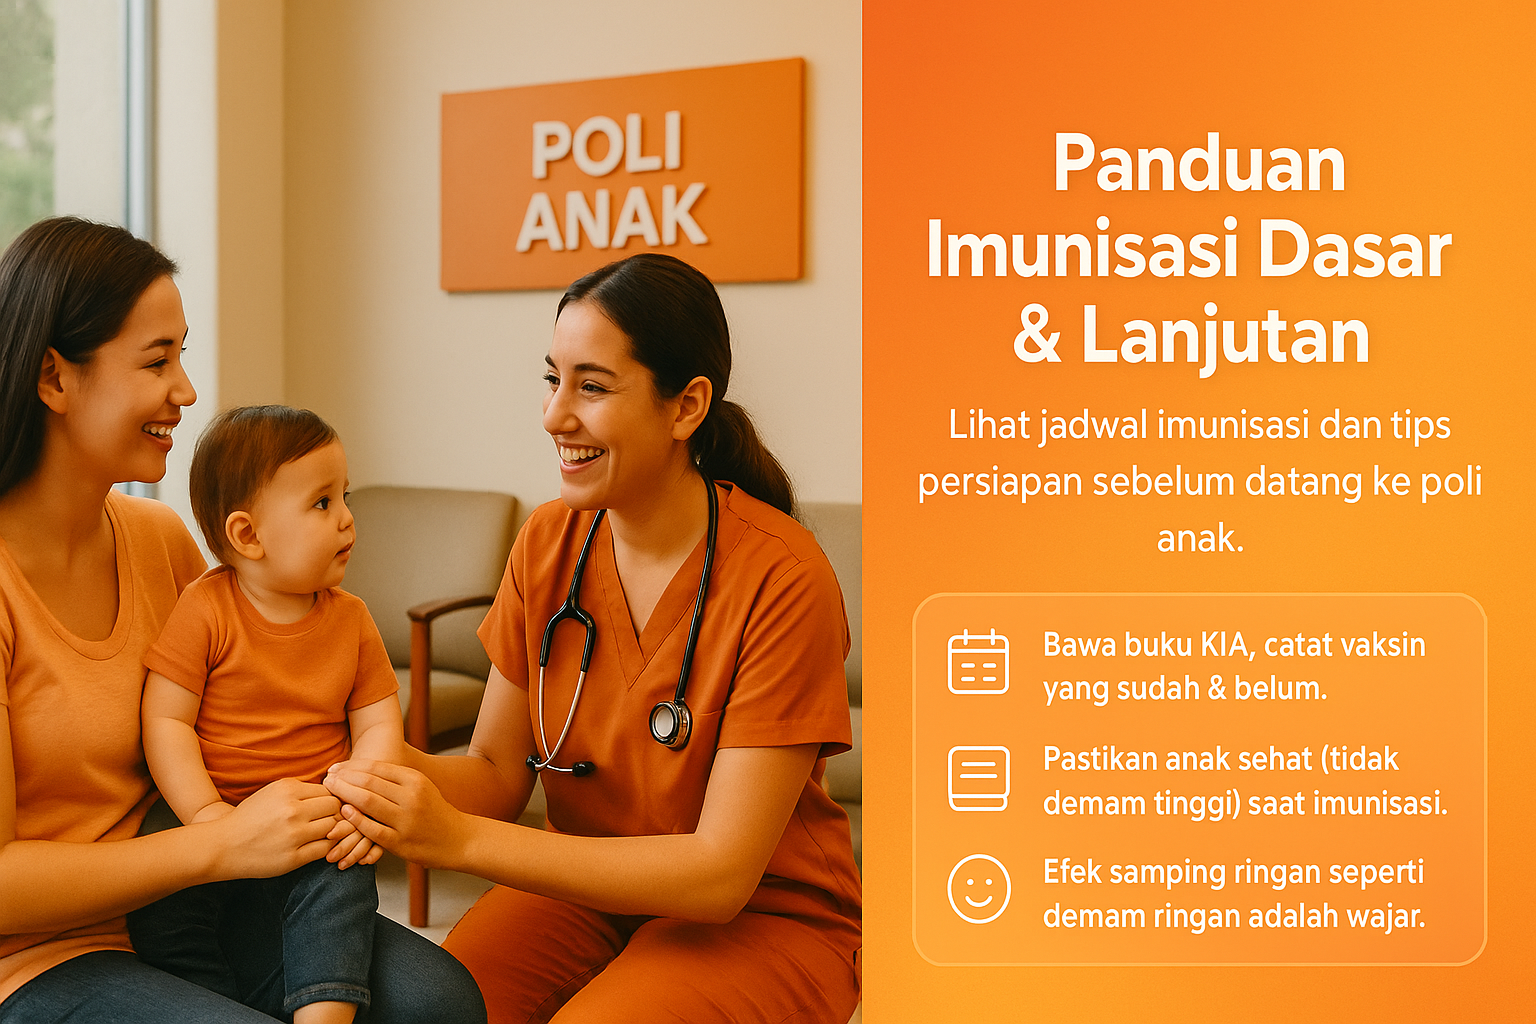 POLI
ANAK
Panduan
Imunisasi Dasar
& Lanjutan
Lihat jadwal imunisasi dan tips
persiapan sebelum datang ke poli
anak.
Bawa buku KIA, catat vaksin
yang sudah & belum.
Pastikan anak sehat (tidak
demam tinggi) saat imunisasi.
Efek samping ringan seperti
demam ringan adalah wajar.